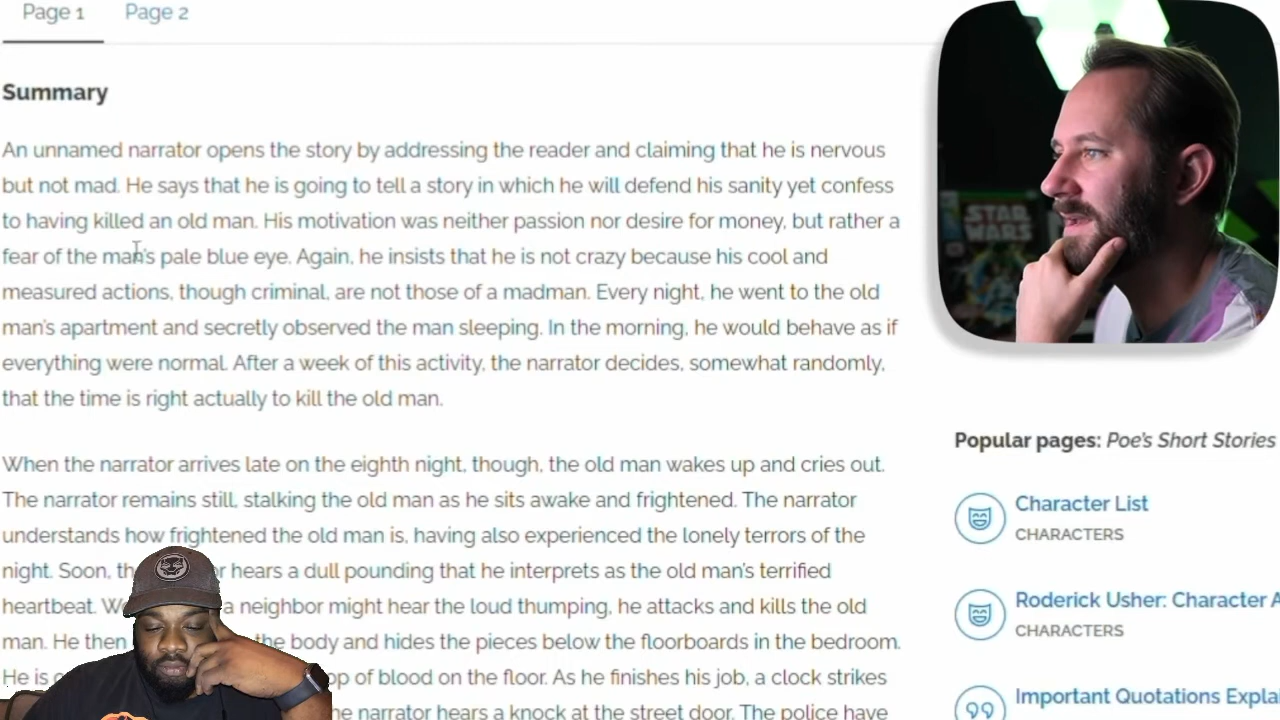 Page 1
Page 2
Summary
An unnamed narrator opens the story by addressing the reader and claiming that he is nervous
but not mad. He says that he is going to tell a story in which he will defend his sanity yet confess
to having killed an old man. His motivation was neither passion nor desire for money, but rather a
fear of the man's pale blue eye. Again, he insists that he is not crazy because his cool and
measured actions, though criminal, are not those of a madman. Every night, he went to the old
man's apartment and secretly observed the man sleeping. In the morning, he would behave as if
everything were normal. After a week of this activity, the narrator decides, somewhat randomly,
that the time is right actually to kill the old man.
When the narrator arrives late on the eighth night, though, the old man wakes up and cries out.
The narrator remains still, stalking the old man as he sits awake and frightened. The narrator
understands how frightened the old man is, having also experienced the lonely terrors of the
night. Soon, hears a dull pounding that he interprets as the old man's terrified
heartbeat. a neighbor might hear the loud thumping, he attacks and kills the old
man. He then the body and hides the pieces below the floorboards in the bedroom.
He is of blood on the floor. As he finishes his job, a clock strikes
narrator hears a knock at the street door. The police have
STAR
WARS
Popular pages: Poe's Short Stories
Character List
CHARACTERS
Roderick Usher: Character
CHARACTERS
Important Quotations